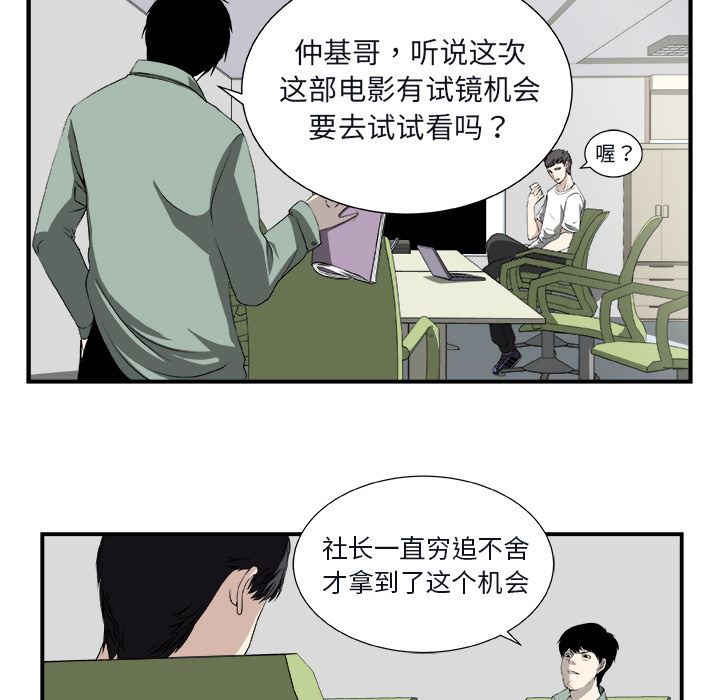 仲基哥，听说这次
这部电影有试镜机会
要去试试看吗？
喔？
社长一直穷追不舍
才拿到了这个机会